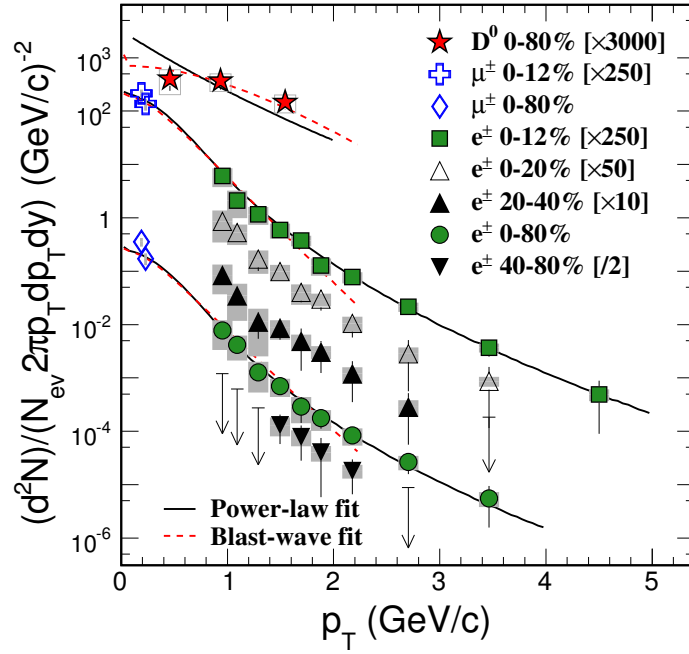 (d²N)/(N_ev 2πp_T dp_T dy) (GeV/c)⁻²
10³
10²
1
10⁻²
10⁻⁴
10⁻⁶
D⁰ 0-80% [×3000]
μ± 0-12% [×250]
μ± 0-80%
e± 0-12% [×250]
e± 0-20% [×50]
e± 20-40% [×10]
e± 0-80%
e± 40-80% [/2]
Power-law fit
Blast-wave fit
0 1 2 3 4 5
p_T (GeV/c)